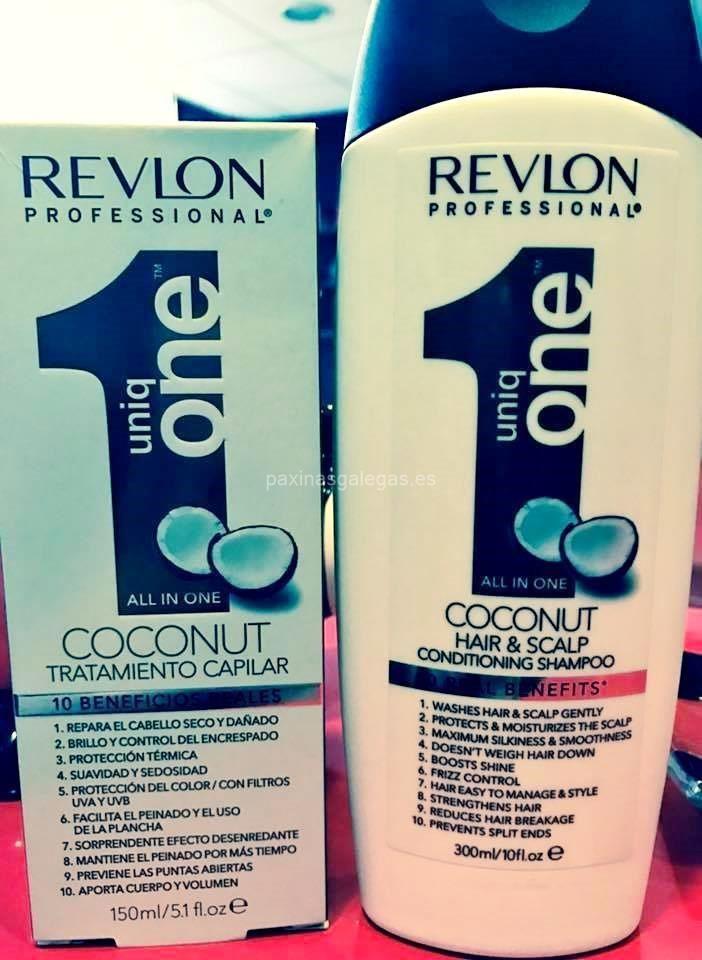 REVLON
PROFESSIONAL®
uniq
one™
ALL IN ONE
COCONUT
TRATAMIENTO CAPILAR
10 BENEFICIOS REALES
1. REPARA EL CABELLO SECO Y DAÑADO
2. BRILLO Y CONTROL DEL ENCRESPADO
3. PROTECCIÓN TÉRMICA
4. SUAVIDAD Y SEDOSIDAD
5. PROTECCIÓN DEL COLOR/CON FILTROS
UVA Y UVB
6. FACILITA EL PEINADO Y EL USO
DE LA PLANCHA
7. SORPRENDENTE EFECTO DESENREDANTE
8. MANTIENE EL PEINADO POR MÁS TIEMPO
9. PREVIENE LAS PUNTAS ABIERTAS
10. APORTA CUERPO Y VOLUMEN
150ml/5.1 fl.oz ℮
REVLON
PROFESSIONAL®
uniq
one™
ALL IN ONE
COCONUT
HAIR & SCALP
CONDITIONING SHAMPOO
10 REAL BENEFITS*
1. WASHES HAIR & SCALP GENTLY
2. PROTECTS & MOISTURIZES THE SCALP
3. MAXIMUM SILKINESS & SMOOTHNESS
4. DOESN'T WEIGH HAIR DOWN
5. BOOSTS SHINE
6. FRIZZ CONTROL
7. HAIR EASY TO MANAGE & STYLE
8. STRENGTHENS HAIR
9. REDUCES HAIR BREAKAGE
10. PREVENTS SPLIT ENDS
300ml/10fl.oz ℮
paxinasgalegas.es